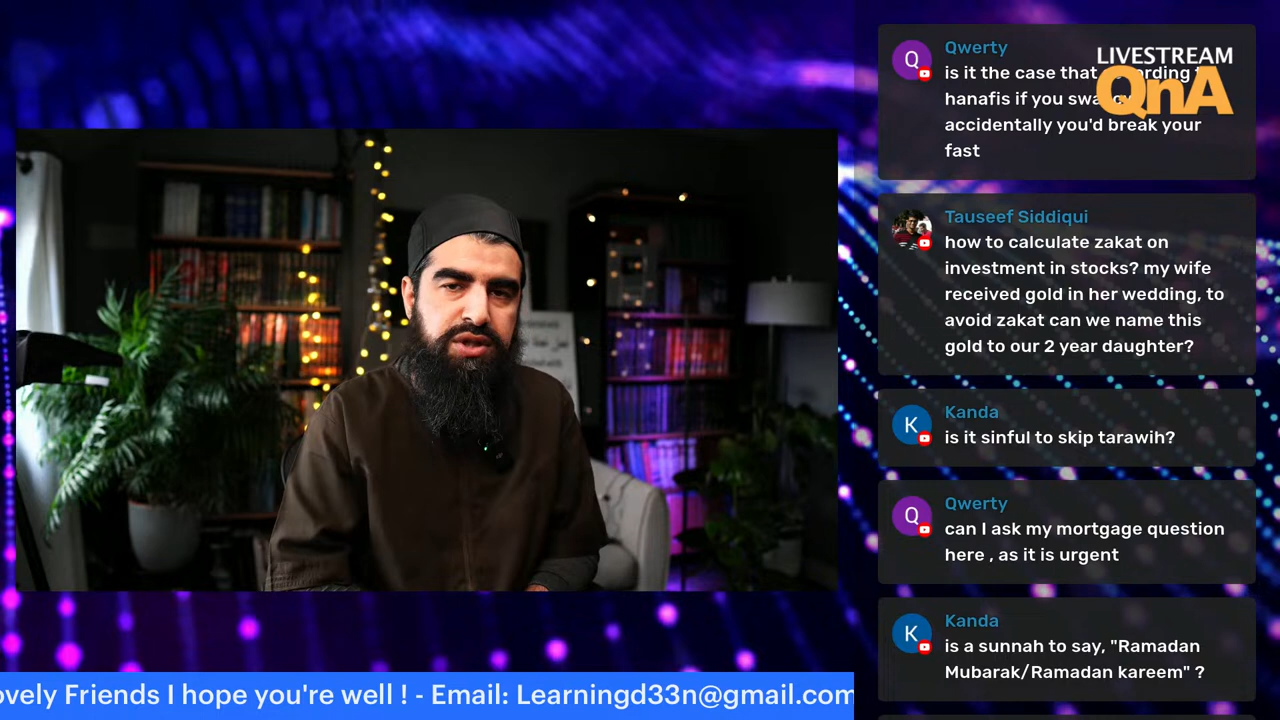 Qwerty
is it the case that
hanafis if you
accidentally you'd break your
fast
LIVESTREAM
QnA
Tauseef Siddiqui
how to calculate zakat on
investment in stocks? my wife
received gold in her wedding, to
avoid zakat can we name this
gold to our 2 year daughter?
Kanda
is it sinful to skip tarawih?
Qwerty
can I ask my mortgage question
here , as it is urgent
Kanda
is a sunnah to say, "Ramadan
Mubarak/Ramadan kareem" ?
Q
K
Q
K
ovely Friends I hope you're well ! - Email: Learningd33n@gmail.com